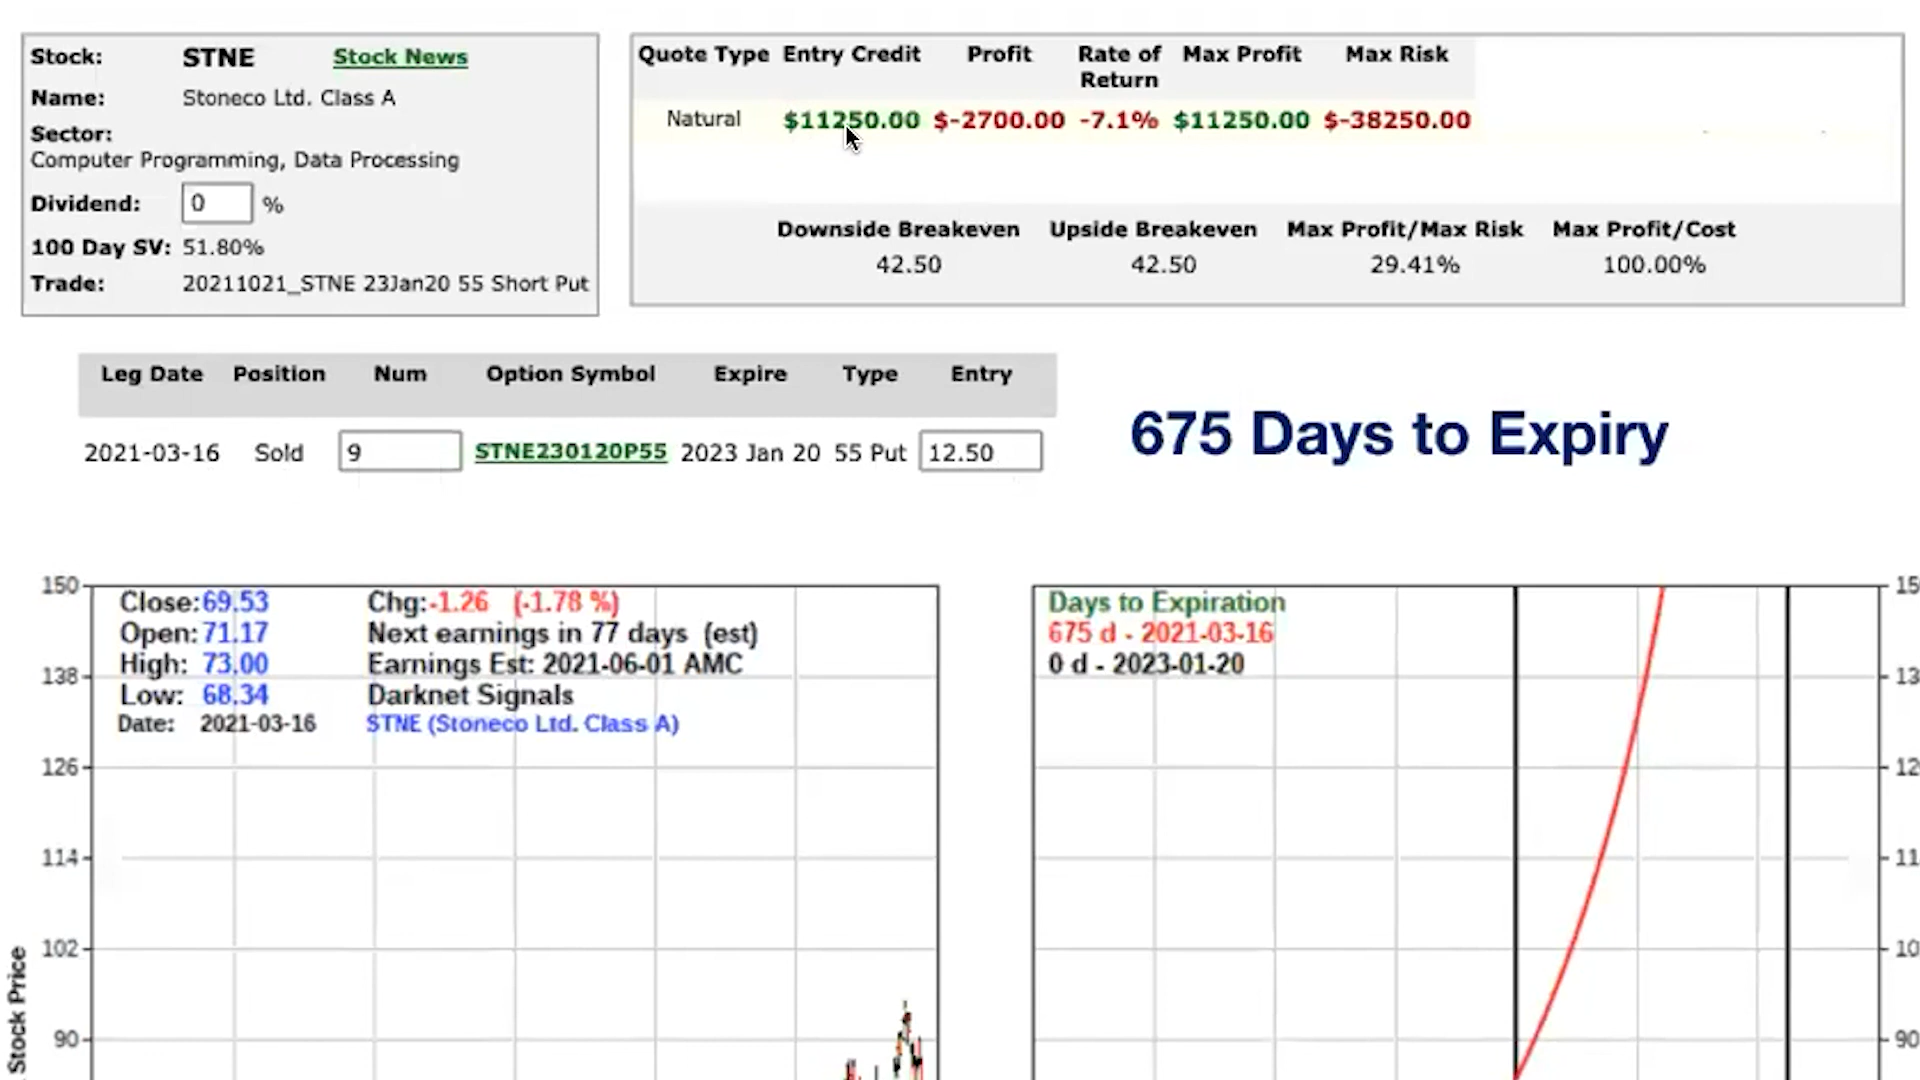 Stock: STNE Stock News
Name: Stoneco Ltd. Class A
Sector:
Computer Programming, Data Processing
Dividend: 0 %
100 Day SV: 51.80%
Trade: 20211021_STNE 23Jan20 55 Short Put
Quote Type Entry Credit Profit Rate of Return Max Profit Max Risk
Natural $11250.00 $-2700.00 -7.1% $11250.00 $-38250.00
Downside Breakeven Upside Breakeven Max Profit/Max Risk Max Profit/Cost
42.50 42.50 29.41% 100.00%
Leg Date Position Num Option Symbol Expire Type Entry
2021-03-16 Sold 9 STNE230120P55 2023 Jan 20 55 Put 12.50
675 Days to Expiry
Close: 69.53 Chg: -1.26 (-1.78 %)
Open: 71.17 Next earnings in 77 days (est)
High: 73.00 Earnings Est: 2021-06-01 AMC
Low: 68.34 Darknet Signals
Date: 2021-03-16 STNE (Stoneco Ltd. Class A)
150
138
126
114
102
90
Stock Price
Days to Expiration
675 d - 2021-03-16
0 d - 2023-01-20
15
13
12
11
10
90